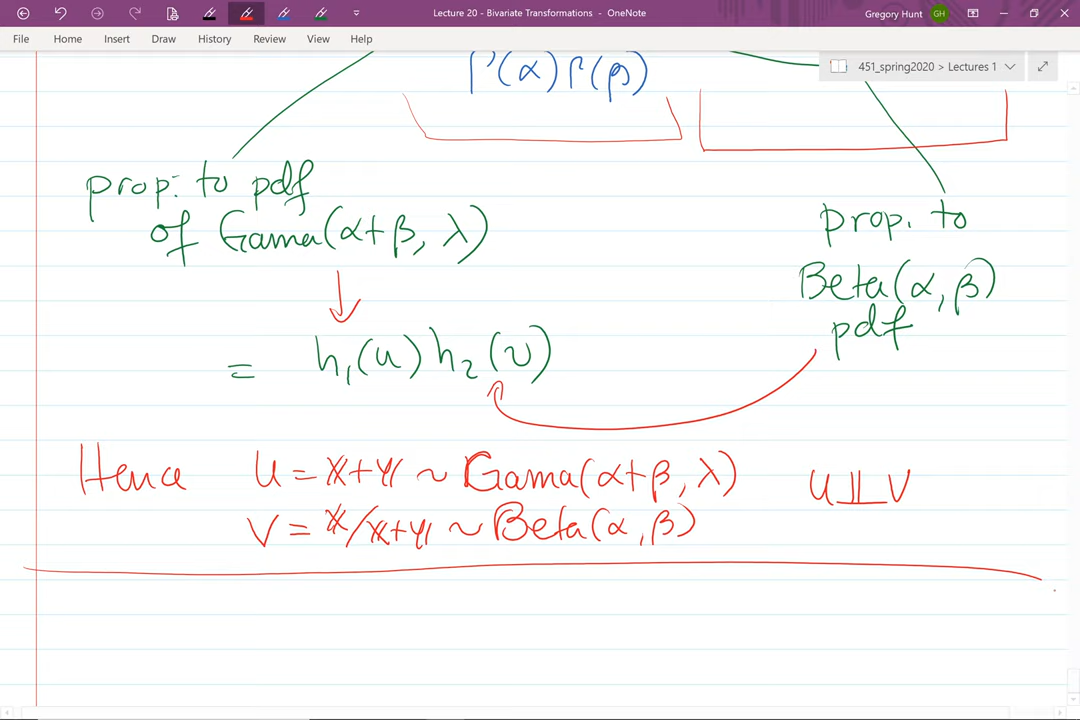 Lecture 20 - Bivariate Transformations - OneNote
Gregory Hunt GH
File Home Insert Draw History Review View Help
451_spring2020 > Lectures 1
Γ(α)Γ(β)
prop. to pdf
of Gama(α+β, λ)
prop. to
Beta(α, β)
pdf
= h₁(u) h₂(v)
Hence U = X+Y ~ Gama(α+β, λ) U ⫫ V
V = X/X+Y ~ Beta(α, β)